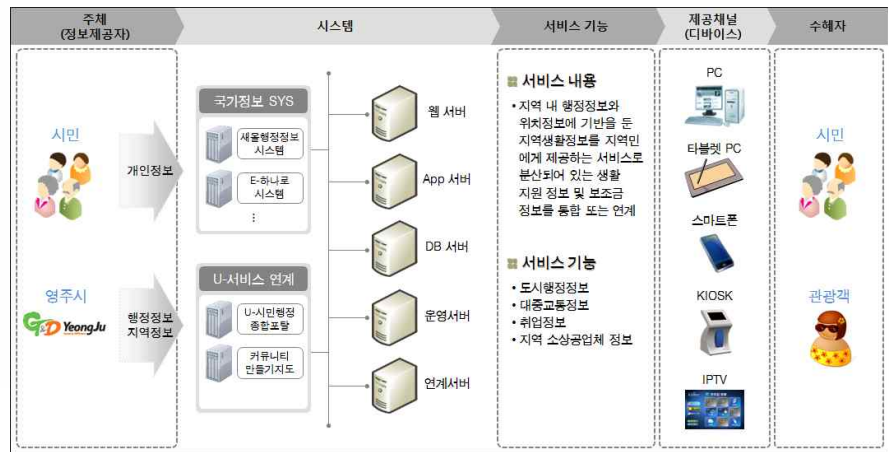 주체
(정보제공자)
시스템
서비스 기능
제공채널
(디바이스)
수혜자
시민
개인정보
영주시
G&D YeongJu
행정정보
지역정보
국가정보 SYS
새올행정정보
시스템
E-하나로
시스템
⋮
U-서비스 연계
U-시민행정
종합포탈
커뮤니티
만들기지도
웹 서버
App 서버
DB 서버
운영서버
연계서버
서비스 내용
• 지역 내 행정정보와
위치정보에 기반을 둔
지역생활정보를 지역민
에게 제공하는 서비스로
분산되어 있는 생활
지원 정보 및 보조금
정보를 통합 또는 연계
서비스 기능
• 도시행정정보
• 대중교통정보
• 취업정보
• 지역 소상공업체 정보
PC
타블렛 PC
스마트폰
KIOSK
IPTV
시민
관광객